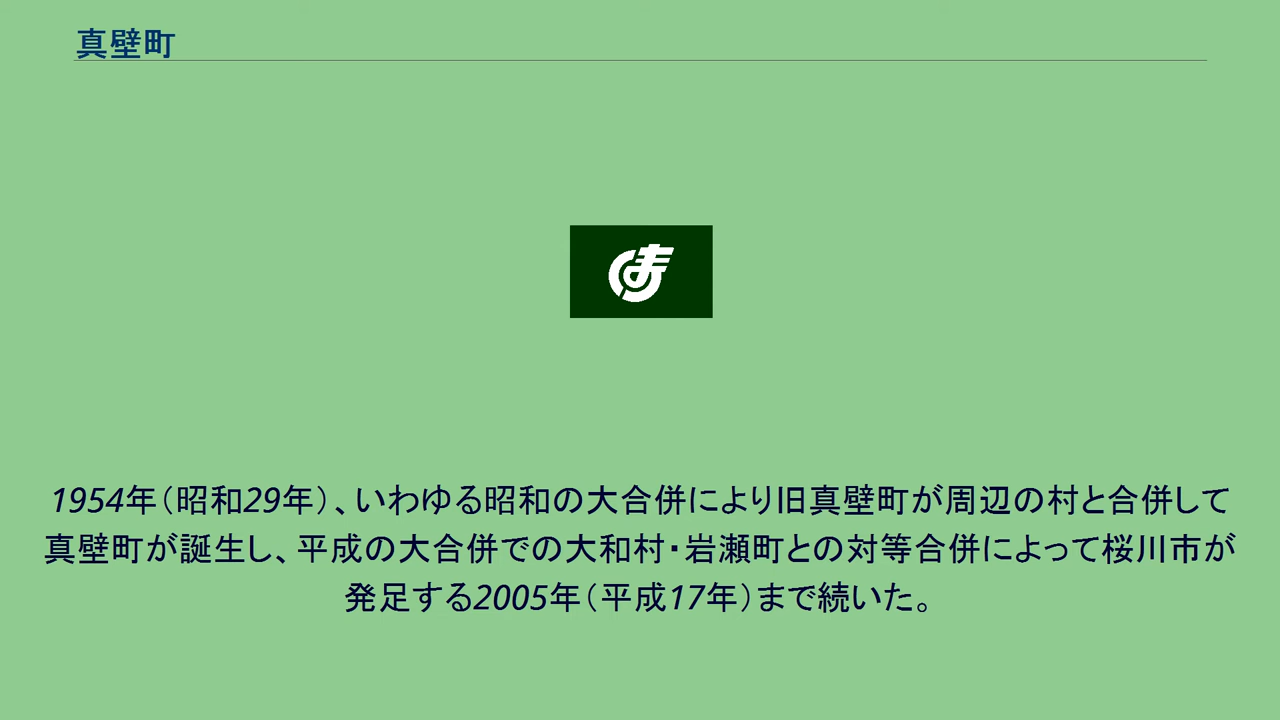 真壁町
1954年（昭和29年）、いわゆる昭和の大合併により旧真壁町が周辺の村と合併して
真壁町が誕生し、平成の大合併での大和村・岩瀬町との対等合併によって桜川市が
発足する2005年（平成17年）まで続いた。